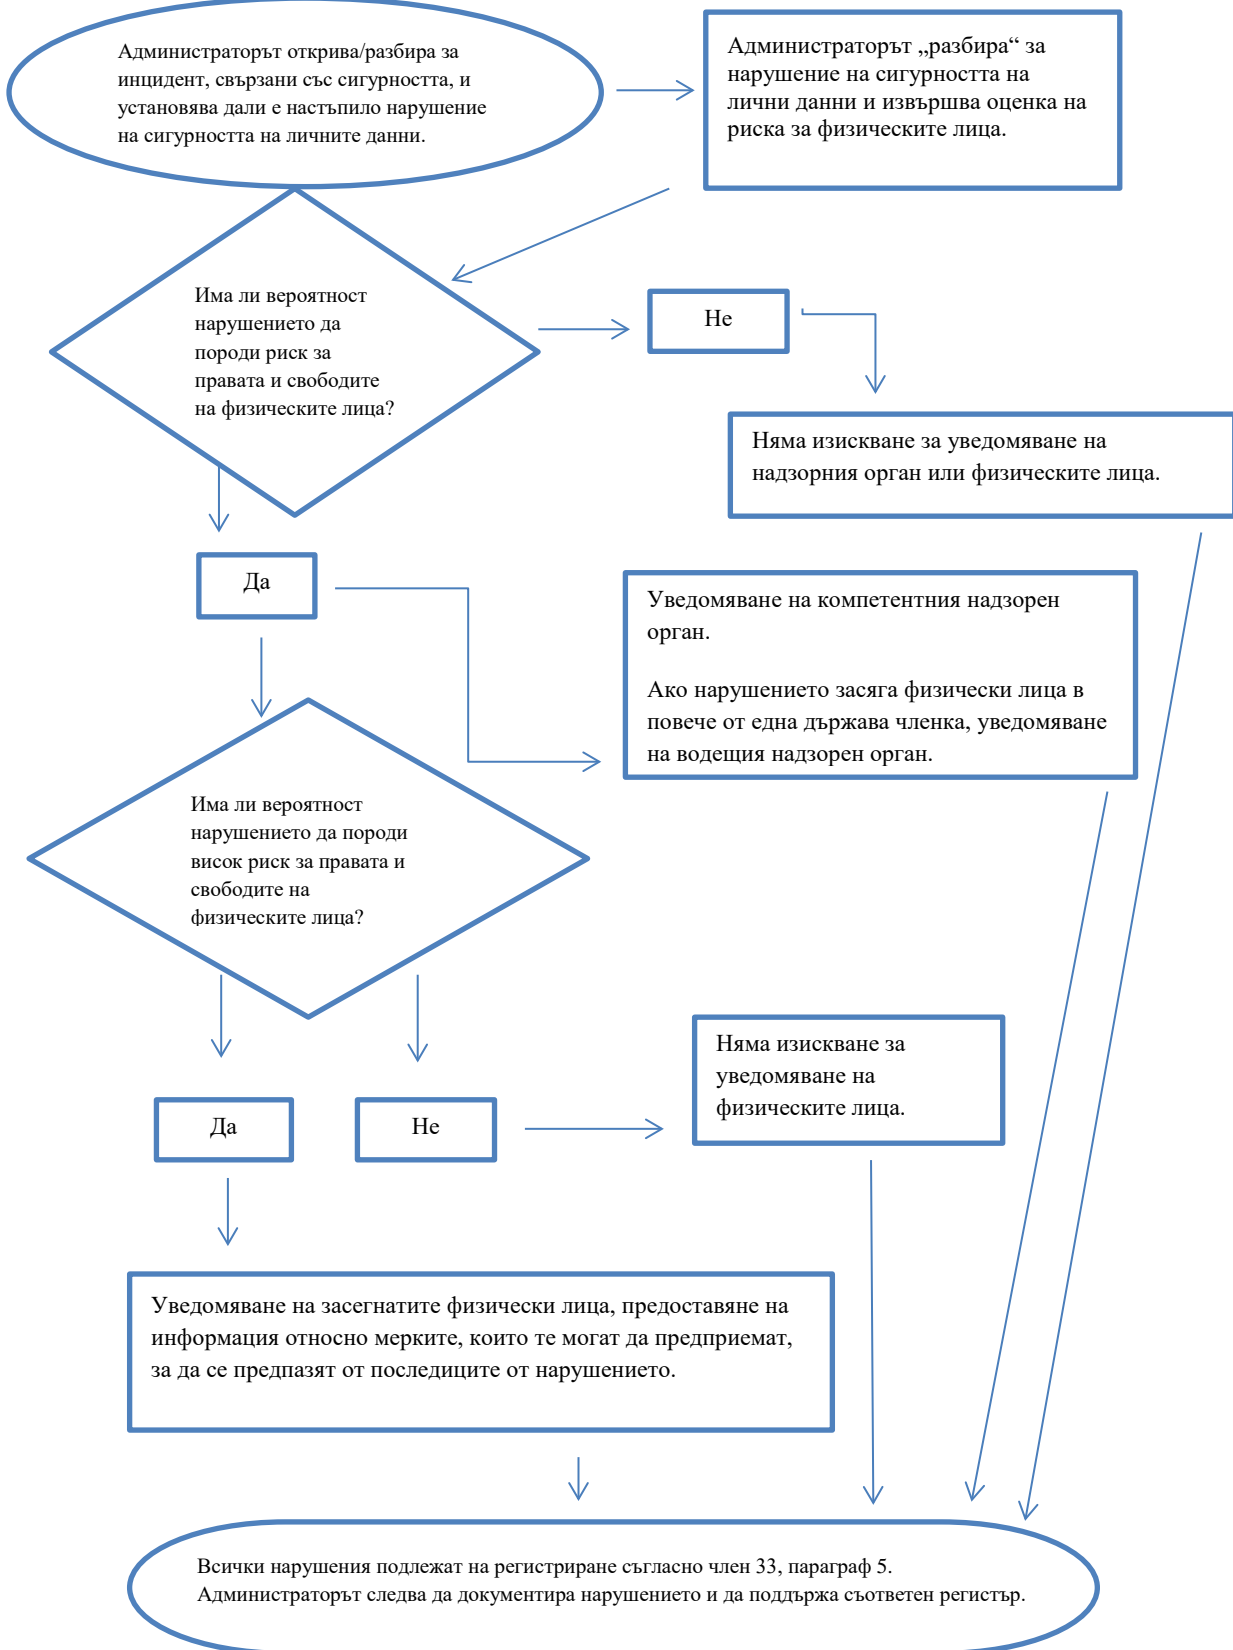 Администраторът открива/разбира за
инцидент, свързани със сигурността, и
установява дали е настъпило нарушение
на сигурността на личните данни.
Администраторът „разбира“ за
нарушение на сигурността на
лични данни и извършва оценка на
риска за физическите лица.
Има ли вероятност
нарушението да
породи риск за
правата и свободите
на физическите лица?
Не
Няма изискване за уведомяване на
надзорния орган или физическите лица.
Да
Уведомяване на компетентния надзорен
орган.
Ако нарушението засяга физически лица в
повече от една държава членка, уведомяване
на водещия надзорен орган.
Има ли вероятност
нарушението да породи
висок риск за правата и
свободите на
физическите лица?
Няма изискване за
уведомяване на
физическите лица.
Да
Не
Уведомяване на засегнатите физически лица, предоставяне на
информация относно мерките, които те могат да предприемат,
за да се предпазят от последиците от нарушението.
Всички нарушения подлежат на регистриране съгласно член 33, параграф 5.
Администраторът следва да документира нарушението и да поддържа съответен регистър.